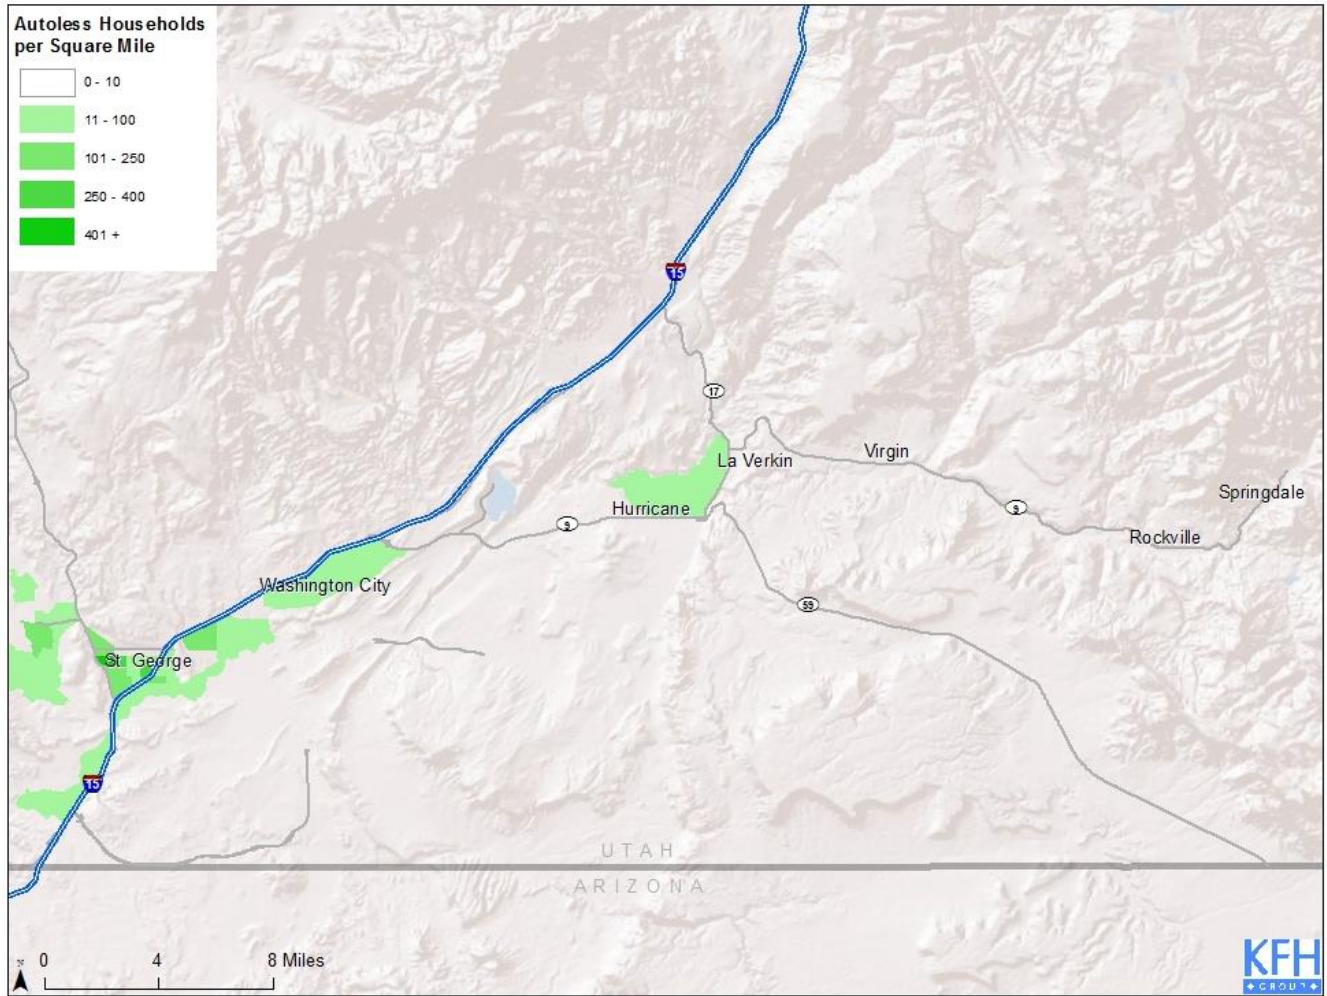 Autoless Households
per Square Mile
0 - 10
11 - 100
101 - 250
250 - 400
401 +
15
17
La Verkin
Virgin
Springdale
Hurricane
9
9
Rockville
Washington City
59
St. George
15
UTAH
ARIZONA
N
0 4 8 Miles
KFH
GROUP